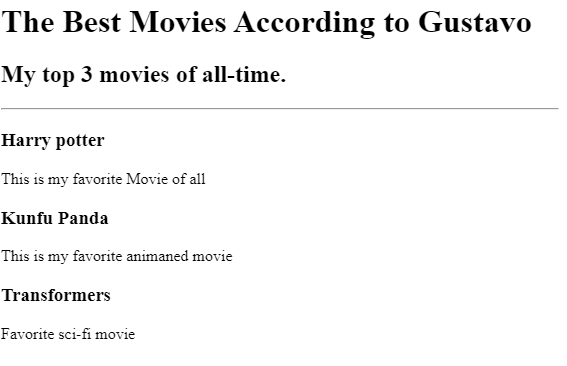 The Best Movies According to Gustavo
My top 3 movies of all-time.
Harry potter
This is my favorite Movie of all
Kunfu Panda
This is my favorite animaned movie
Transformers
Favorite sci-fi movie